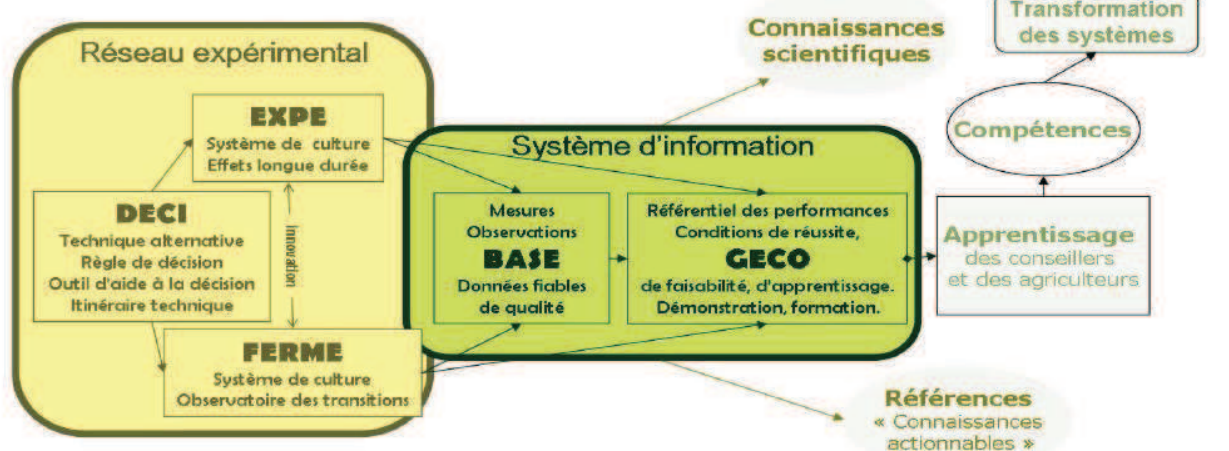 Réseau expérimental
EXPE
Système de culture
Effets longue durée
DECI
Technique alternative
Règle de décision
Outil d'aide à la décision
Itinéraire technique
Innovation
FERME
Système de culture
Observatoire des transitions
Système d'information
Mesures
Observations
BASE
Données fiables
de qualité
Référentiel des performances
Conditions de réussite,
GECO
de faisabilité, d'apprentissage.
Démonstration, formation.
Connaissances
scientifiques
Transformation
des systèmes
Compétences
Apprentissage
des conseillers
et des agriculteurs
Références
« Connaissances
actionnables »